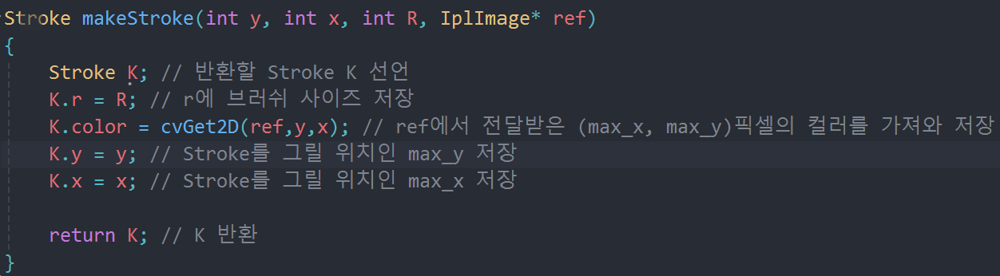 Stroke makeStroke(int y, int x, int R, IplImage* ref)
{
Stroke K; // 반환할 Stroke K 선언
K.r = R; // r에 브러쉬 사이즈 저장
K.color = cvGet2D(ref,y,x); // ref에서 전달받은 (max_x, max_y)픽셀의 컬러를 가져와 저장
K.y = y; // Stroke를 그릴 위치인 max_y 저장
K.x = x; // Stroke를 그릴 위치인 max_x 저장
return K; // K 반환
}